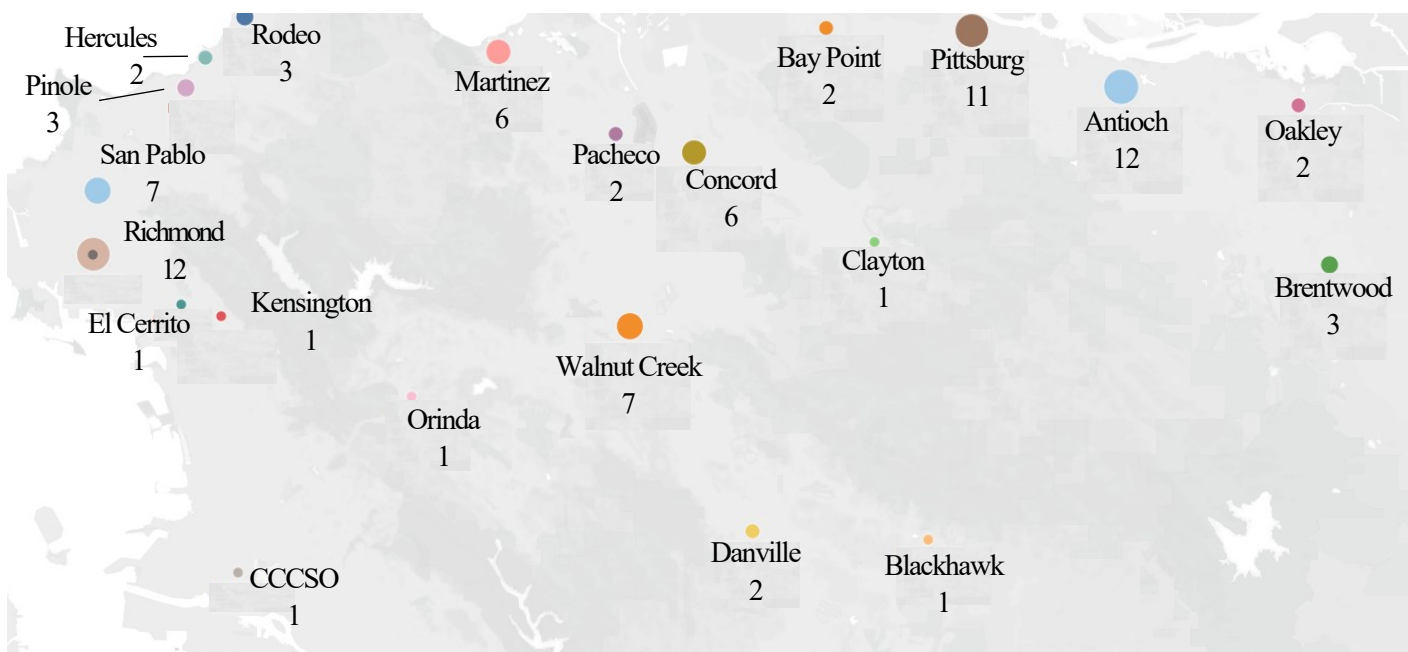 Hercules
2
Rodeo
3
Pinole
3
Martinez
6
Bay Point
2
Pittsburg
11
Antioch
12
Oakley
2
San Pablo
7
Pacheco
2
Concord
6
Richmond
12
Clayton
1
Brentwood
3
El Cerrito
1
Kensington
1
Walnut Creek
7
Orinda
1
Danville
2
Blackhawk
1
CCCSO
1